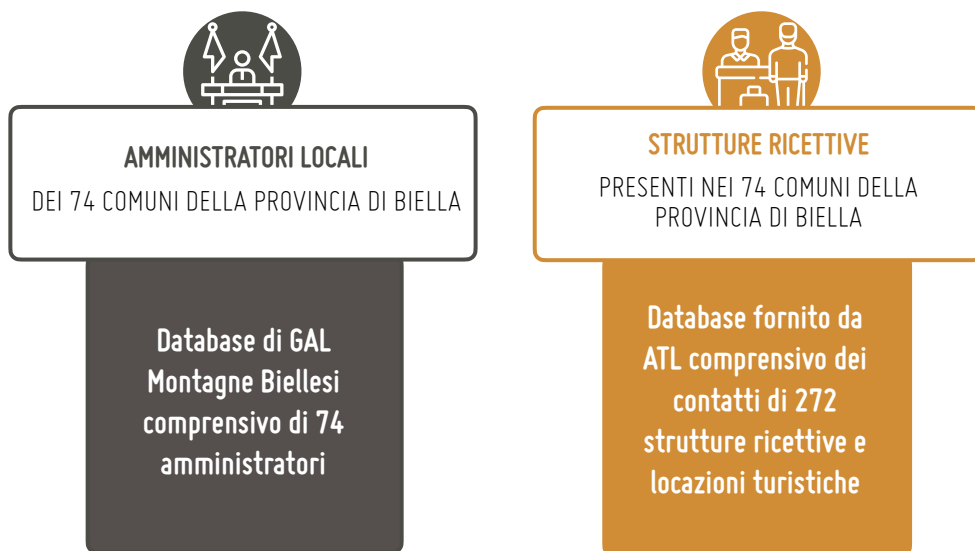 AMMINISTRATORI LOCALI
DEI 74 COMUNI DELLA PROVINCIA DI BIELLA
Database di GAL
Montagne Biellesi
comprensivo di 74
amministratori
STRUTTURE RICETTIVE
PRESENTI NEI 74 COMUNI DELLA
PROVINCIA DI BIELLA
Database fornito da
ATL comprensivo dei
contatti di 272
strutture ricettive e
locazioni turistiche